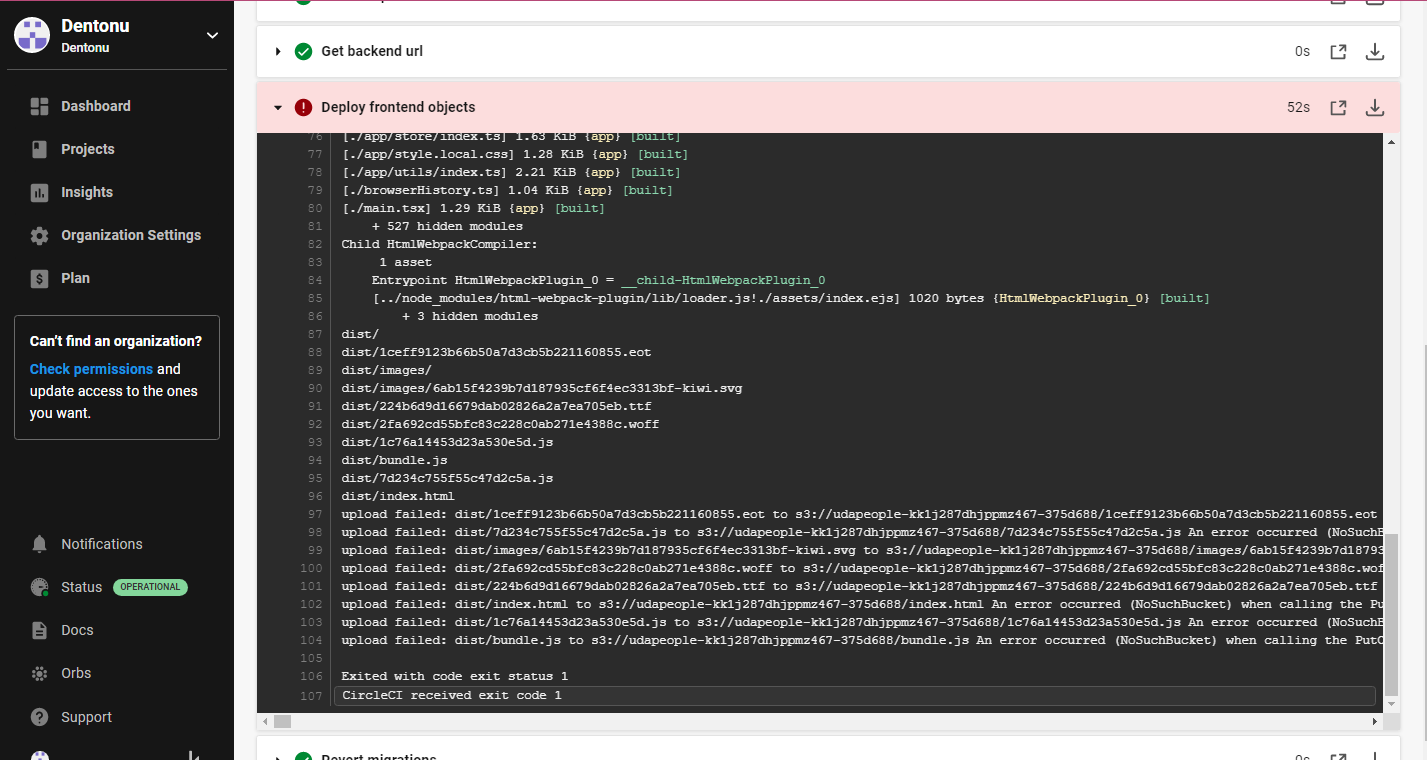 Dentonu
Dentonu
Dashboard
Projects
Insights
Organization Settings
Plan
Can't find an organization?
Check permissions and
update access to the ones
you want.
Notifications
Status OPERATIONAL
Docs
Orbs
Support
Get backend url 0s
Deploy frontend objects 52s
76 [./app/store/index.ts] 1.63 KiB {app} [built]
77 [./app/style.local.css] 1.28 KiB {app} [built]
78 [./app/utils/index.ts] 2.21 KiB {app} [built]
79 [./browserHistory.ts] 1.04 KiB {app} [built]
80 [./main.tsx] 1.29 KiB {app} [built]
81 + 527 hidden modules
82 Child HtmlWebpackCompiler:
83 1 asset
84 Entrypoint HtmlWebpackPlugin_0 = __child-HtmlWebpackPlugin_0
85 [../node_modules/html-webpack-plugin/lib/loader.js!./assets/index.ejs] 1020 bytes {HtmlWebpackPlugin_0} [built]
86 + 3 hidden modules
87 dist/
88 dist/1ceff9123b66b50a7d3cb5b221160855.eot
89 dist/images/
90 dist/images/6ab15f4239b7d187935cf6f4ec3313bf-kiwi.svg
91 dist/224b6d9d16679dab02826a2a7ea705eb.ttf
92 dist/2fa692cd55bfc83c228c0ab271e4388c.woff
93 dist/1c76a14453d23a530e5d.js
94 dist/bundle.js
95 dist/7d234c755f55c47d2c5a.js
96 dist/index.html
97 upload failed: dist/1ceff9123b66b50a7d3cb5b221160855.eot to s3://udapeople-kk1j287dhjppmz467-375d688/1ceff9123b66b50a7d3cb5b221160855.eot
98 upload failed: dist/7d234c755f55c47d2c5a.js to s3://udapeople-kk1j287dhjppmz467-375d688/7d234c755f55c47d2c5a.js An error occurred (NoSuchB
99 upload failed: dist/images/6ab15f4239b7d187935cf6f4ec3313bf-kiwi.svg to s3://udapeople-kk1j287dhjppmz467-375d688/images/6ab15f4239b7d18793
100 upload failed: dist/2fa692cd55bfc83c228c0ab271e4388c.woff to s3://udapeople-kk1j287dhjppmz467-375d688/2fa692cd55bfc83c228c0ab271e4388c.wof
101 upload failed: dist/224b6d9d16679dab02826a2a7ea705eb.ttf to s3://udapeople-kk1j287dhjppmz467-375d688/224b6d9d16679dab02826a2a7ea705eb.ttf
102 upload failed: dist/index.html to s3://udapeople-kk1j287dhjppmz467-375d688/index.html An error occurred (NoSuchBucket) when calling the Pu
103 upload failed: dist/1c76a14453d23a530e5d.js to s3://udapeople-kk1j287dhjppmz467-375d688/1c76a14453d23a530e5d.js An error occurred (NoSuchB
104 upload failed: dist/bundle.js to s3://udapeople-kk1j287dhjppmz467-375d688/bundle.js An error occurred (NoSuchBucket) when calling the PutO
105
106 Exited with code exit status 1
107 CircleCI received exit code 1
Revert migrations 0s